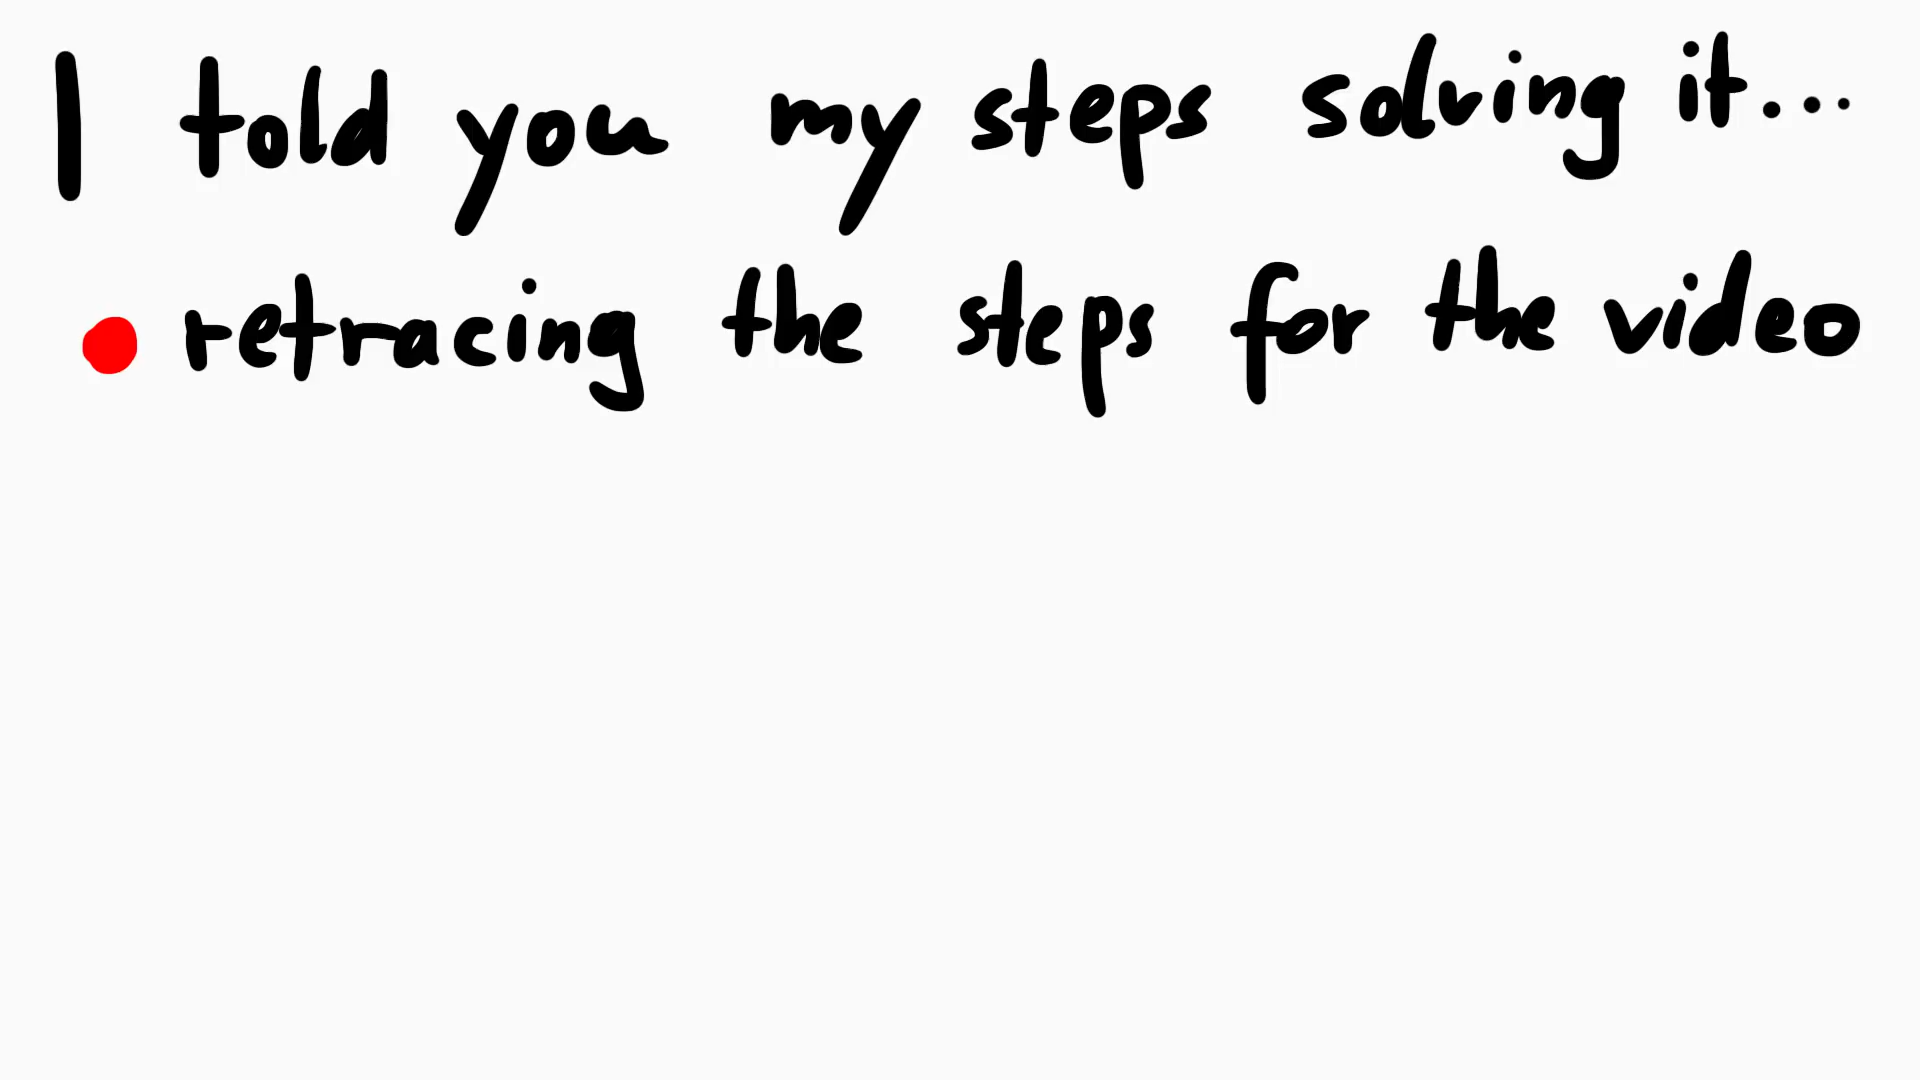 I told you my steps solving it...
• retracing the steps for the video